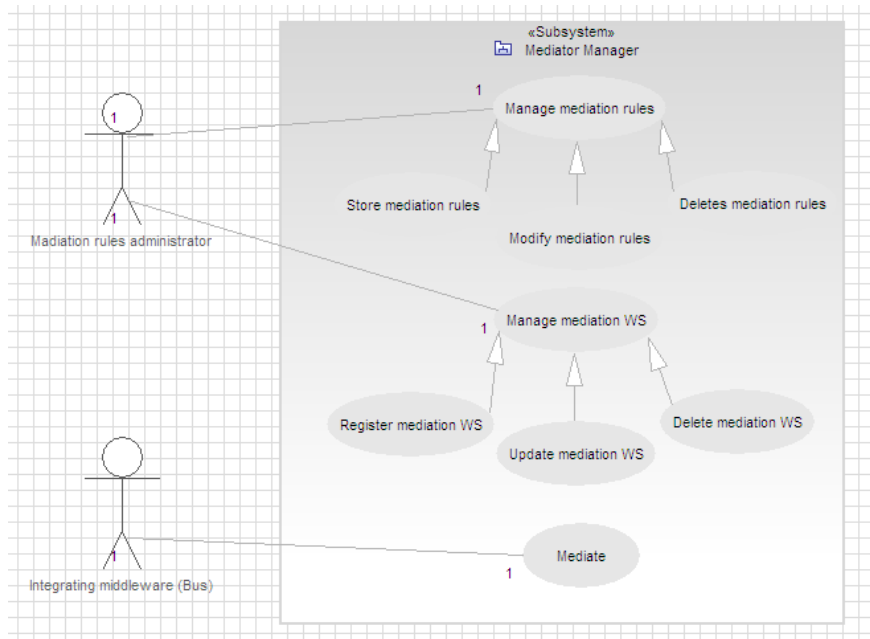 «Subsystem»
Mediator Manager
1
Manage mediation rules
1
Store mediation rules
Deletes mediation rules
1
Modify mediation rules
Madiation rules administrator
Manage mediation WS
1
Register mediation WS
Delete mediation WS
Update mediation WS
1
Mediate
1
Integrating middleware (Bus)